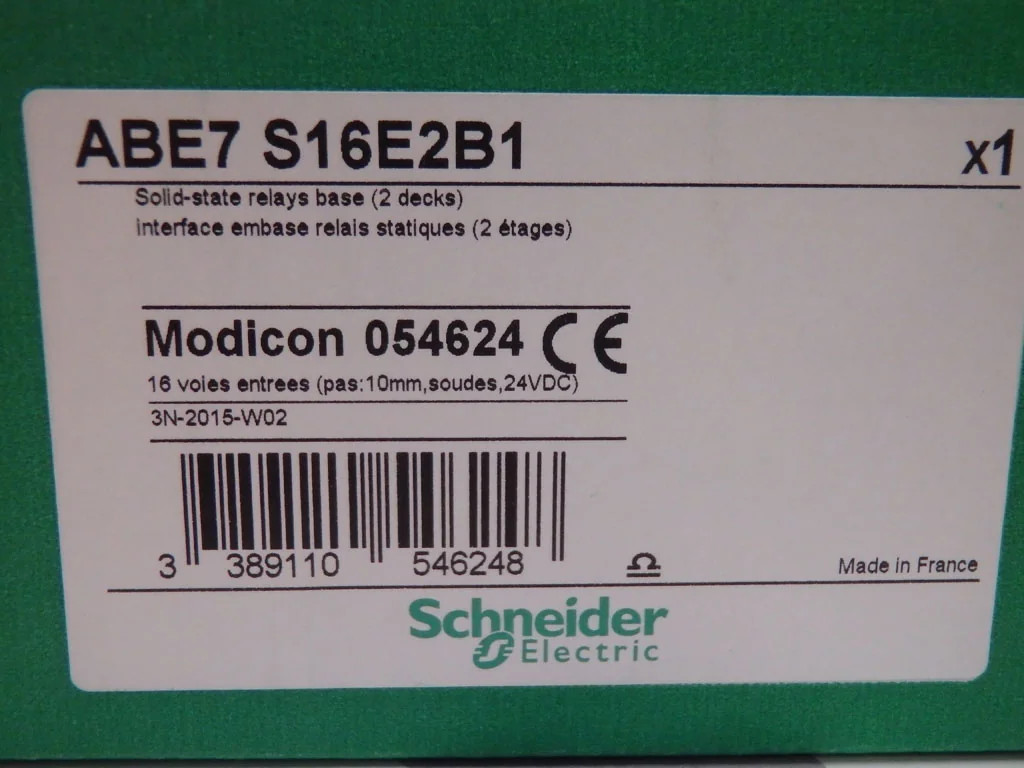 ABE7 S16E2B1 x1
Solid-state relays base (2 decks)
interface embase relais statiques (2 étages)
Modicon 054624 CE
16 voies entrees (pas:10mm,soudes,24VDC)
3N-2015-W02
3 389110 546248
Made in France
Schneider
Electric